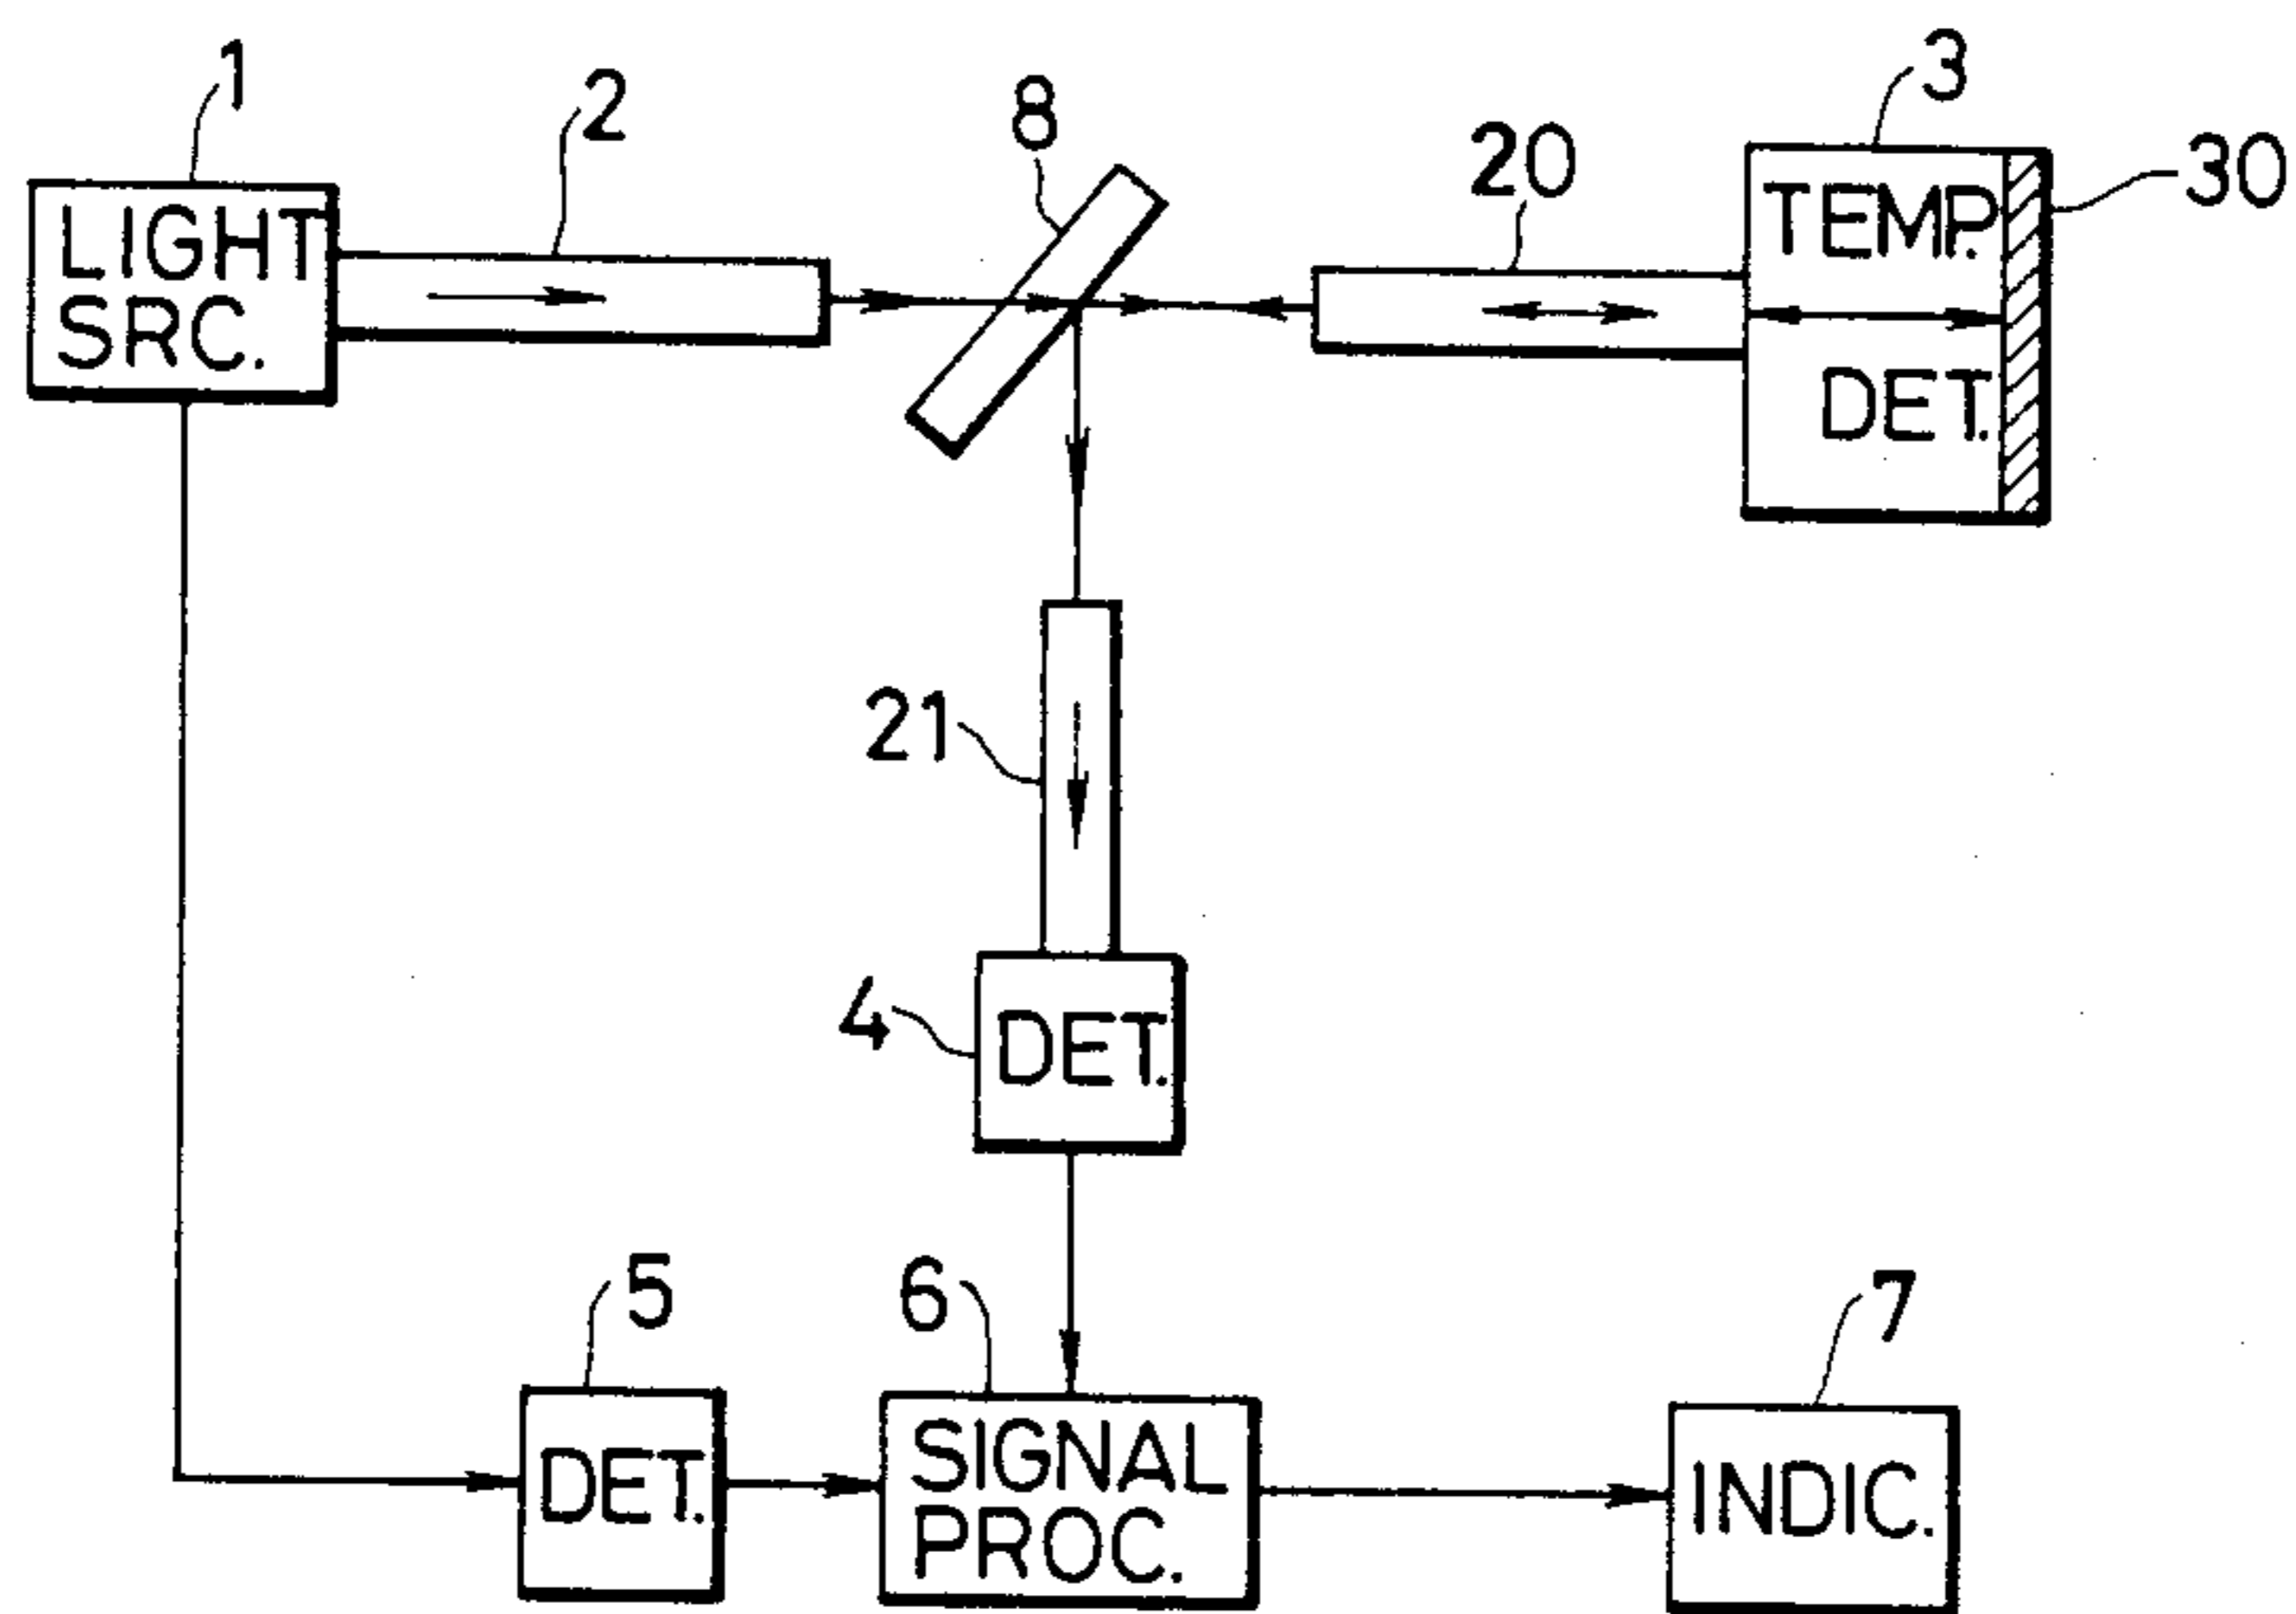 1
2
8
20
3
30
LIGHT
SRC.
TEMP.
DET.
21
4
DET.
5
6
7
DET.
SIGNAL
PROC.
INDIC.